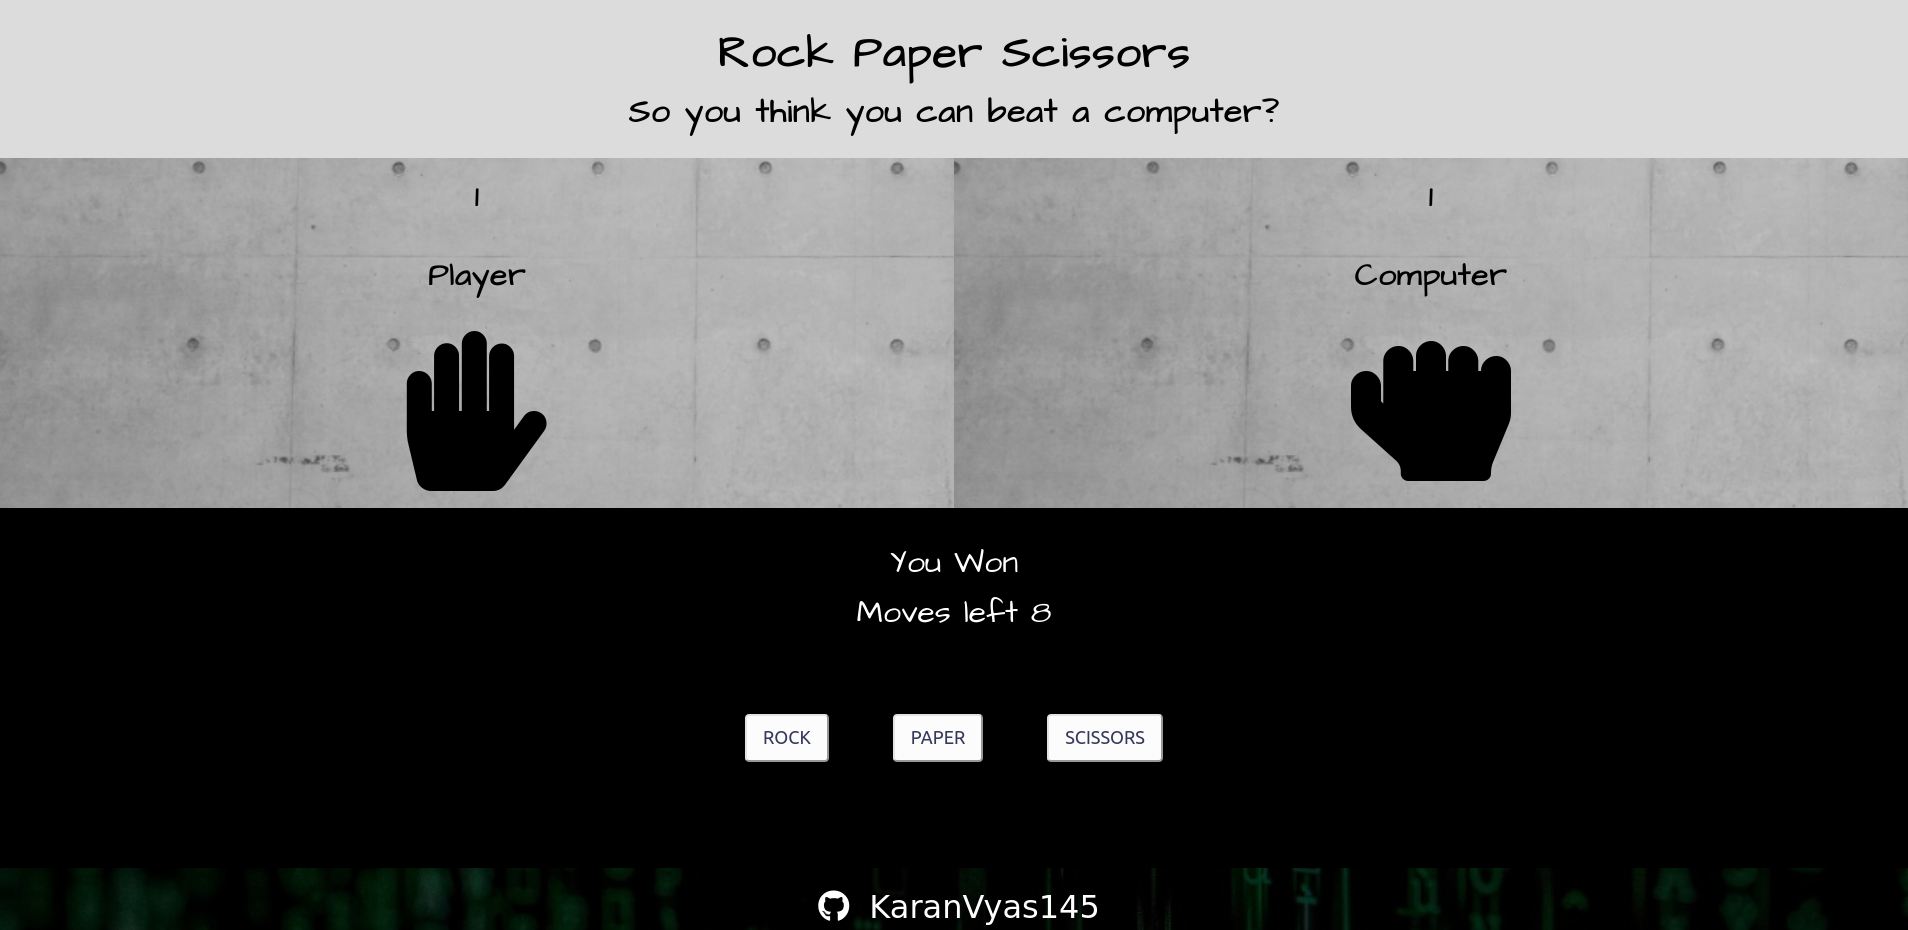 Rock Paper Scissors
So you think you can beat a computer?
1
1
Player
Computer
You Won
Moves left 8
ROCK
PAPER
SCISSORS
KaranVyas145